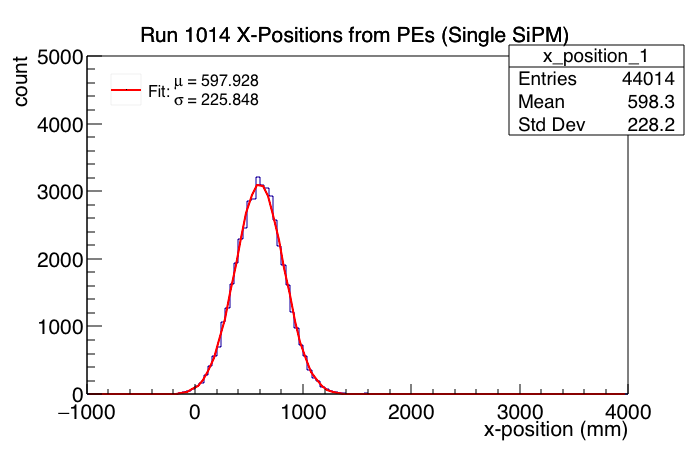 Run 1014 X-Positions from PEs (Single SiPM)
x_position_1
Entries 44014
Mean 598.3
Std Dev 228.2
Fit: μ = 597.928
σ = 225.848
count
5000
4000
3000
2000
1000
0
−1000 0 1000 2000 3000 4000
x-position (mm)